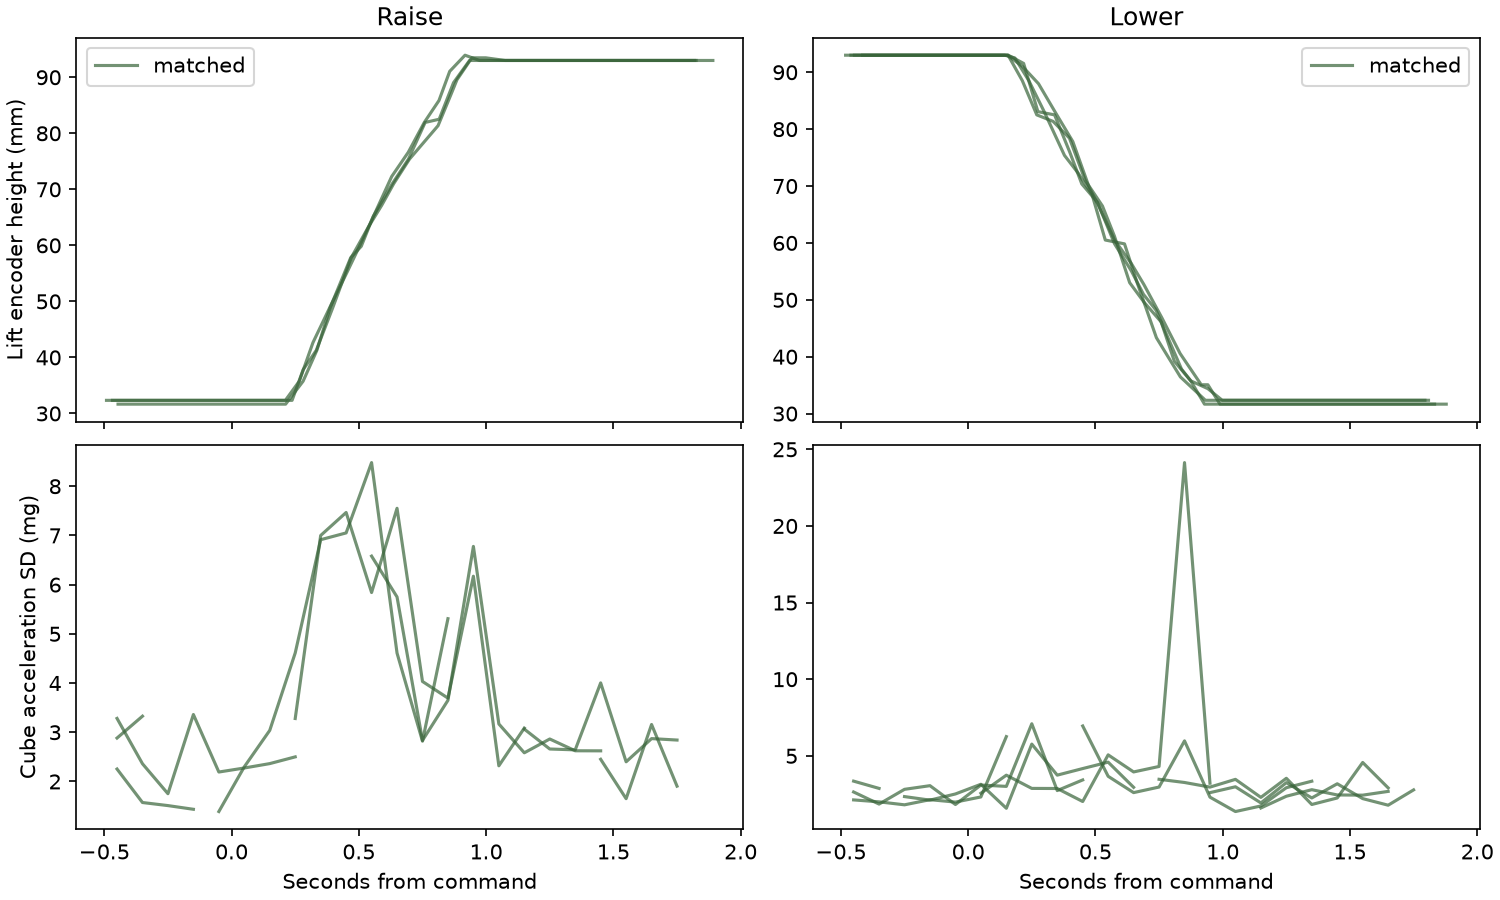 Raise
Lower
Lift encoder height (mm)
90
80
70
60
50
40
30
matched
90
80
70
60
50
40
30
matched
Cube acceleration SD (mg)
8
7
6
5
4
3
2
25
20
15
10
5
−0.5 0.0 0.5 1.0 1.5 2.0
−0.5 0.0 0.5 1.0 1.5 2.0
Seconds from command
Seconds from command